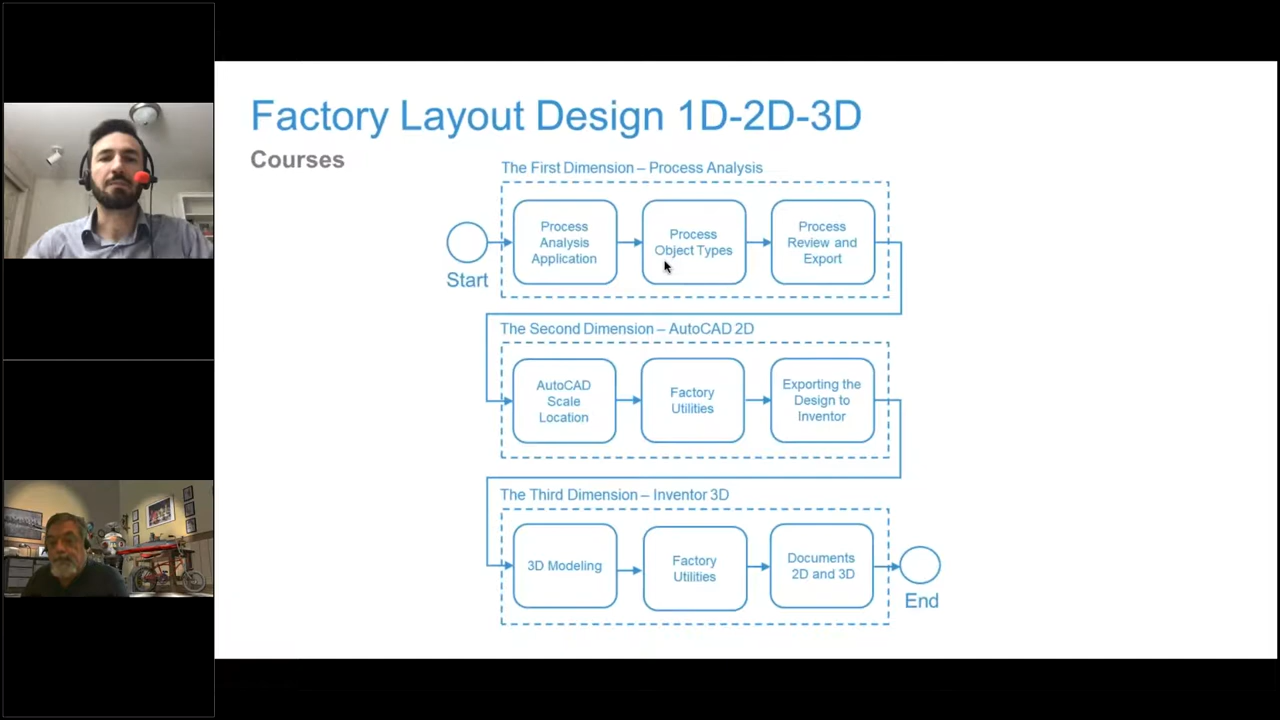 Factory Layout Design 1D-2D-3D
Courses
The First Dimension – Process Analysis
Start
Process
Analysis
Application
Process
Object Types
Process
Review and
Export
The Second Dimension – AutoCAD 2D
AutoCAD
Scale
Location
Factory
Utilities
Exporting the
Design to
Inventor
The Third Dimension – Inventor 3D
3D Modeling
Factory
Utilities
Documents
2D and 3D
End